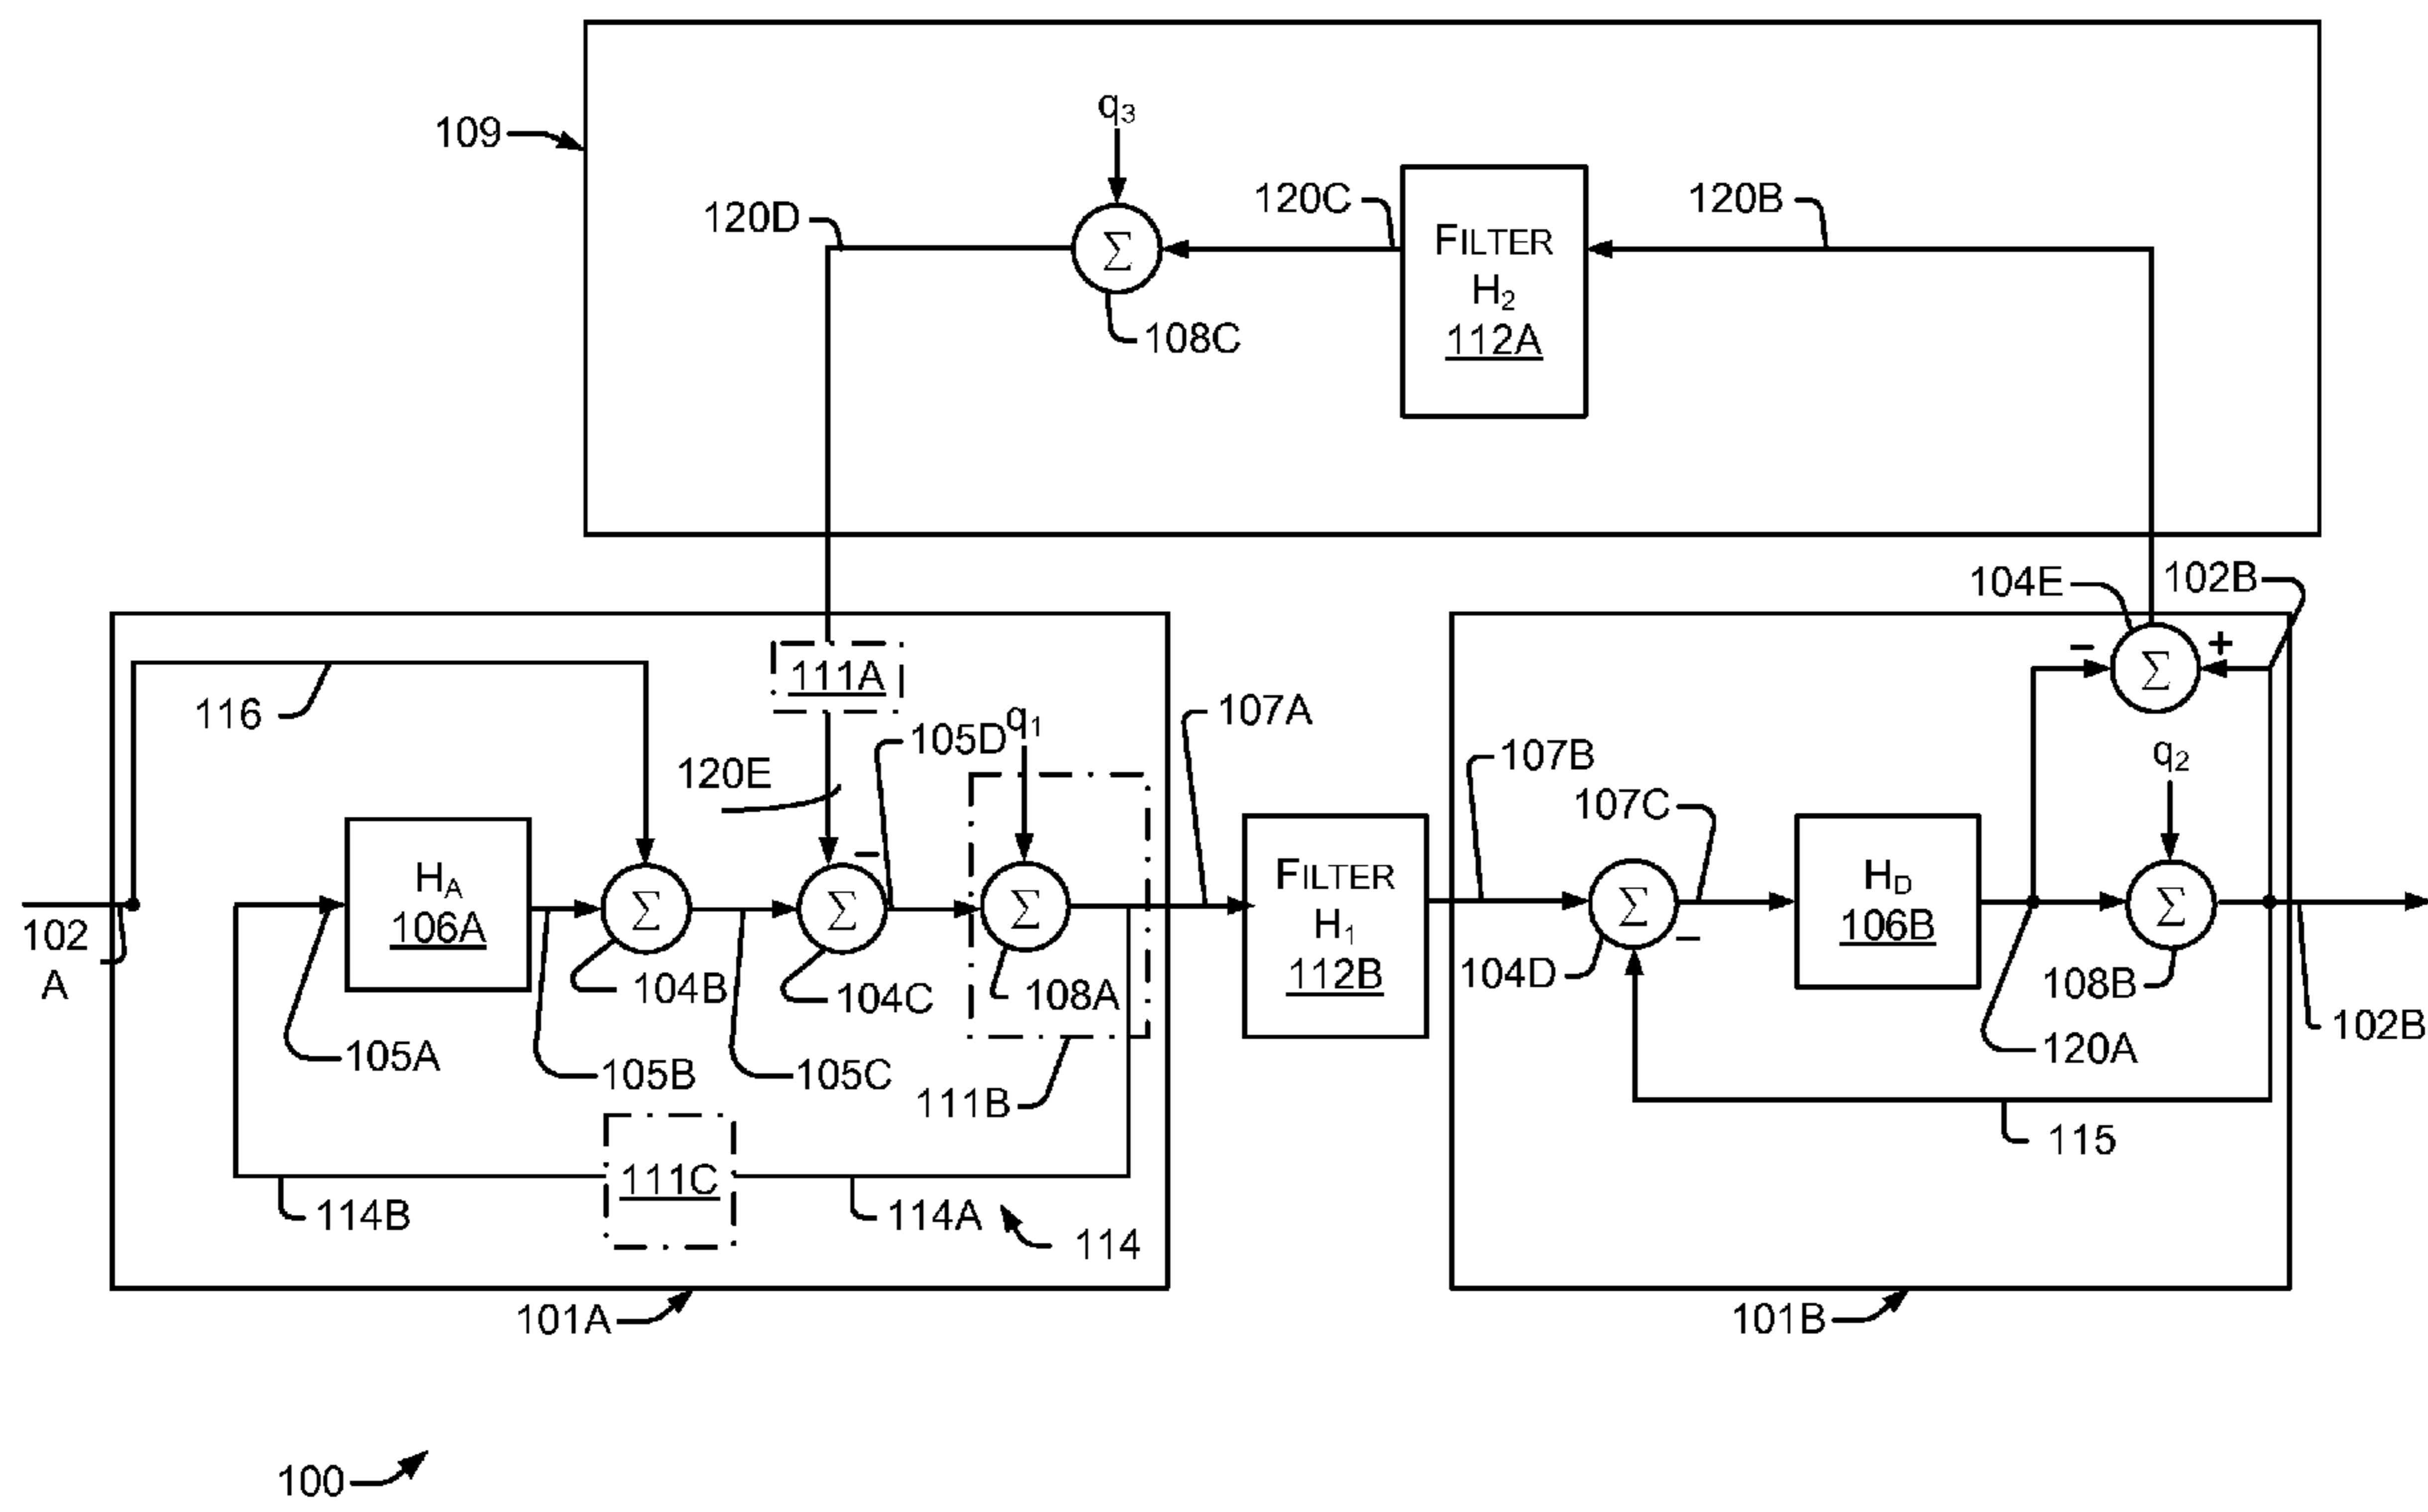 109
q3
120D
120C
FILTER
H2
112A
120B
108C
104E
102B
-
+
Σ
Σ
111A
116
107A
105D
q1
120E
107B
q2
107C
102
A
HA
106A
Σ
Σ
-
Σ
FILTER
H1
112B
Σ
-
HD
106B
Σ
104B
104C
108A
104D
108B
105A
105B
105C
111B
120A
102B
115
111C
114B
114A
114
101A
101B
100